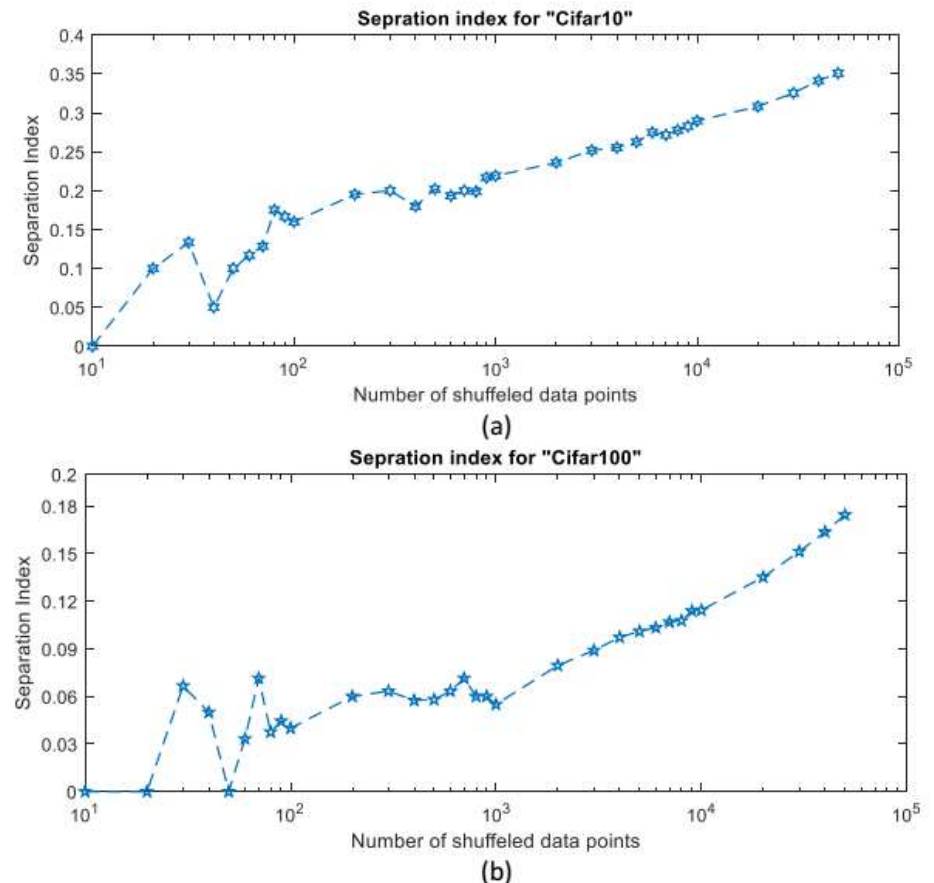 Sepration index for "Cifar10"
0.4
0.35
0.3
0.25
0.2
0.15
0.1
0.05
0
Separation Index
10^1 10^2 10^3 10^4 10^5
Number of shuffeled data points
(a)
Sepration index for "Cifar100"
0.2
0.18
0.15
0.12
0.09
0.06
0.03
0
Separation Index
10^1 10^2 10^3 10^4 10^5
Number of shuffeled data points
(b)